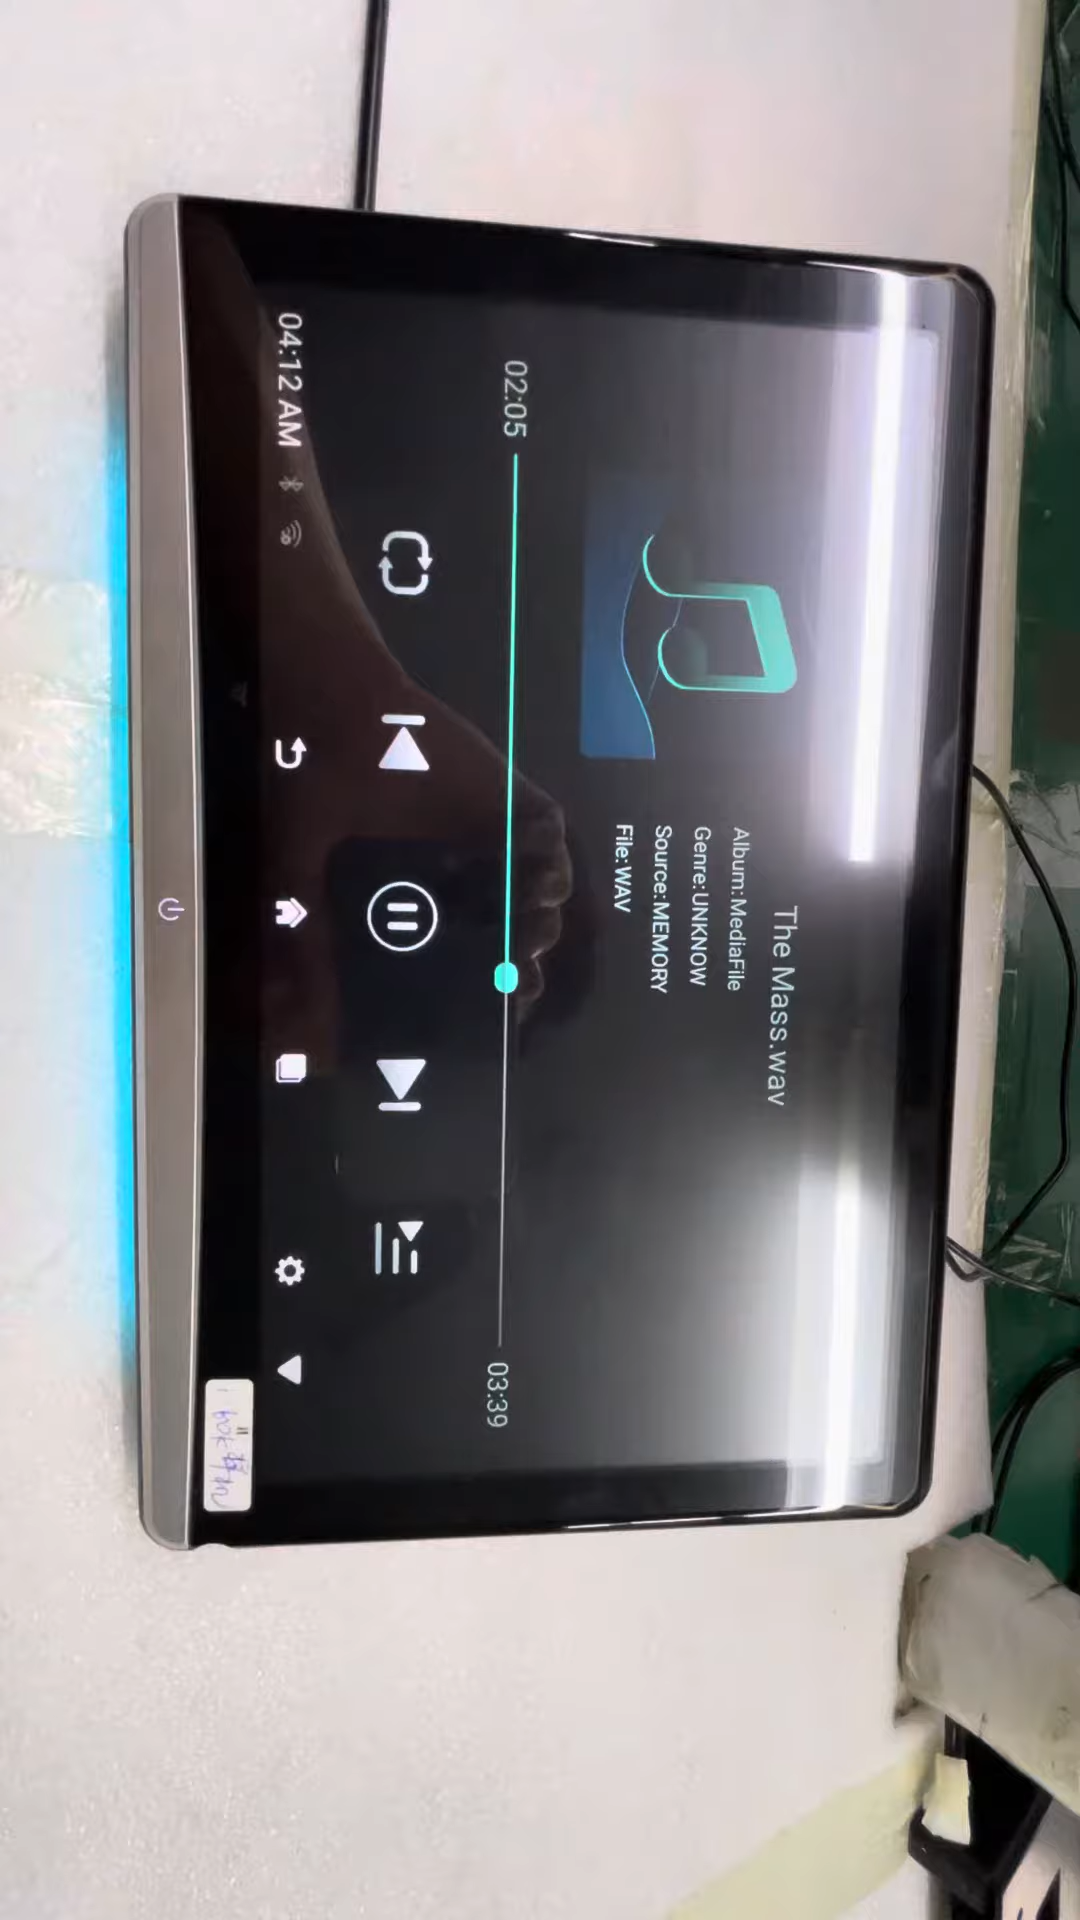 The Mass.wav
Album:MediaFile
Genre:UNKNOW
Source:MEMORY
File:WAV
02:05
03:39
04:12 AM